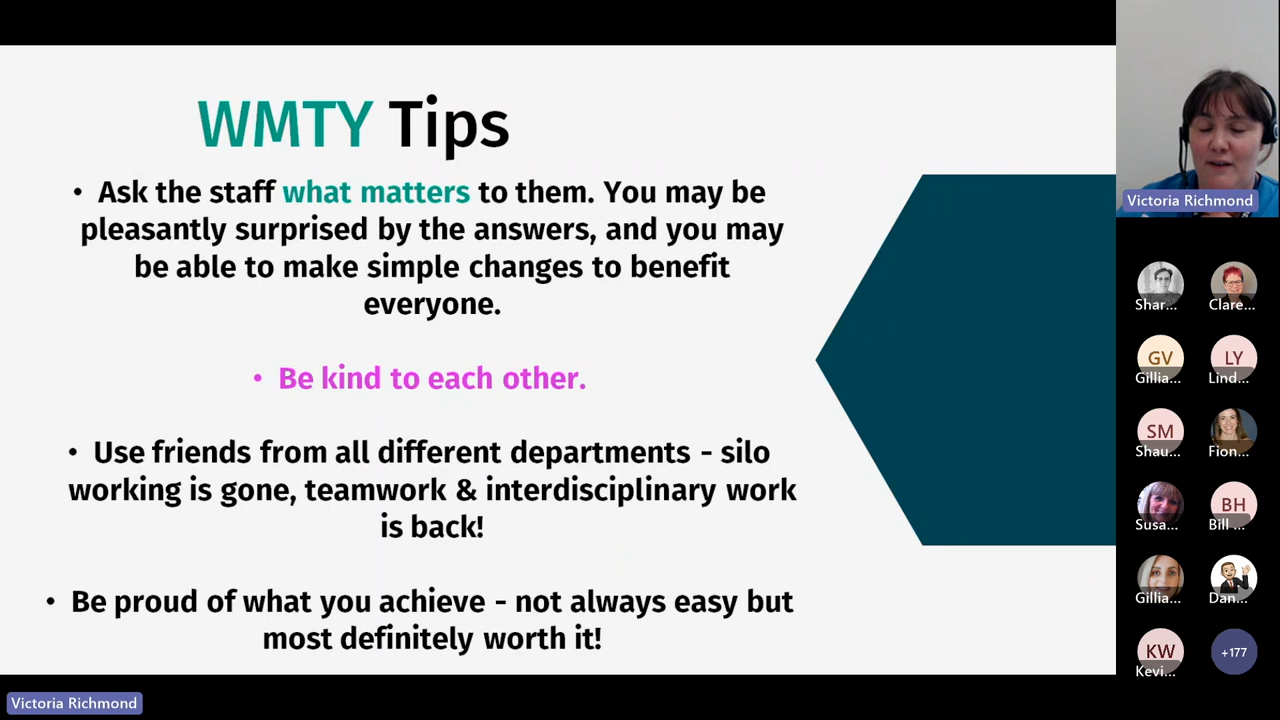 WMTY Tips
• Ask the staff what matters to them. You may be
pleasantly surprised by the answers, and you may
be able to make simple changes to benefit
everyone.
• Be kind to each other.
• Use friends from all different departments - silo
working is gone, teamwork & interdisciplinary work
is back!
• Be proud of what you achieve - not always easy but
most definitely worth it!
Victoria Richmond
Shar...
Clare...
GV
Gillia...
LY
Lind...
SM
Shau...
Fion...
Susa...
BH
Bill ...
Gillia...
Dan...
KW
Kevi...
+177
Victoria Richmond